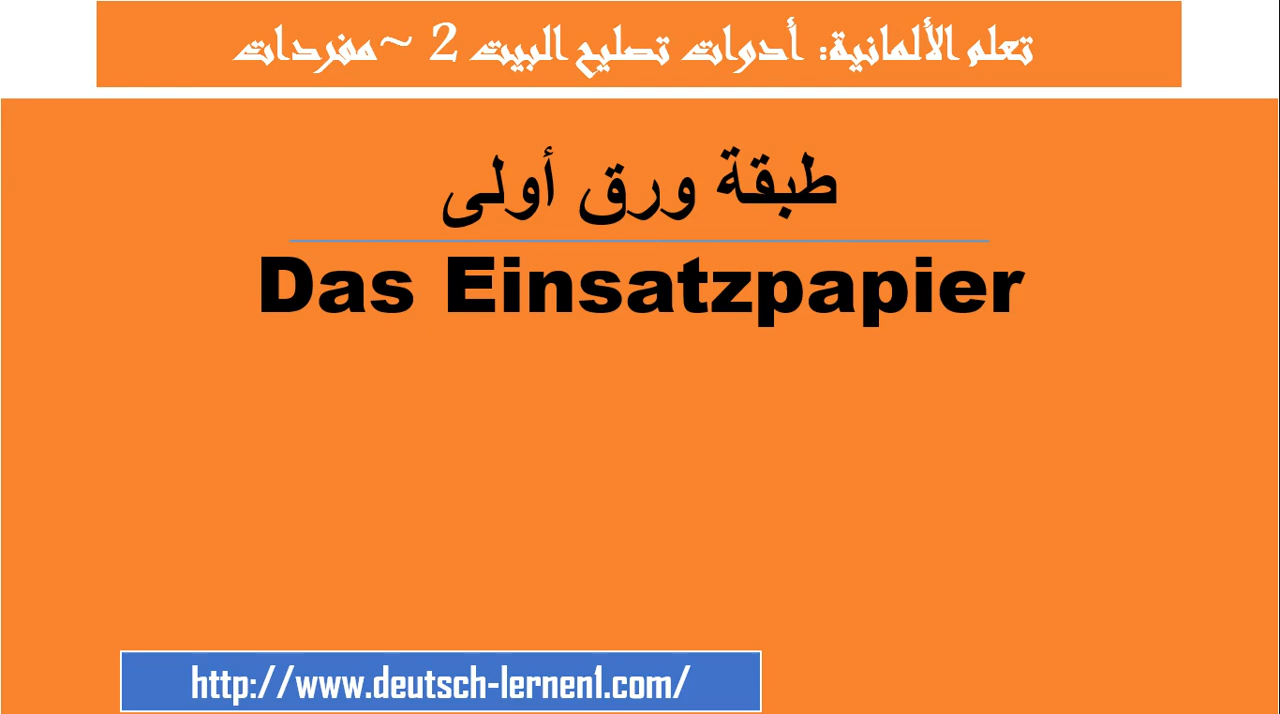 تعلم الألمانية: أدوات تصليح البيت 2 ~مفردات
طبقة ورق أولى
Das Einsatzpapier
http://www.deutsch-lernen1.com/